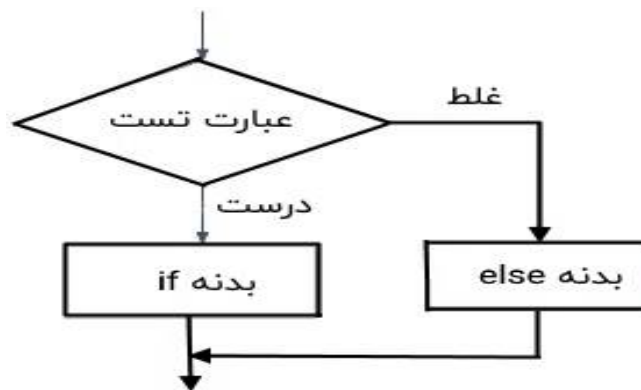 عبارت تست
غلط
درست
بدنه if
بدنه else